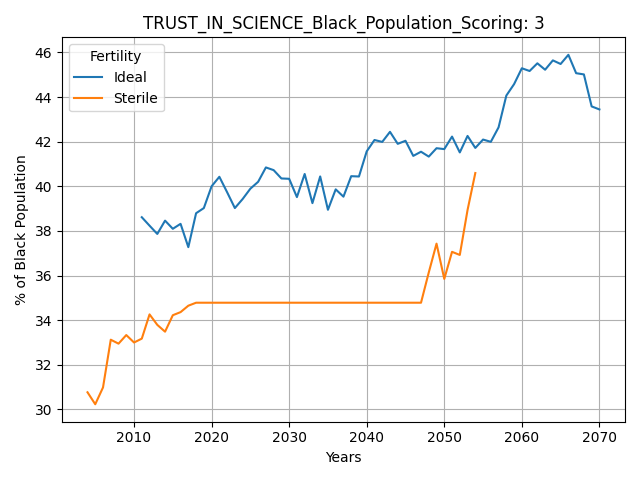 TRUST_IN_SCIENCE_Black_Population_Scoring: 3
Fertility
Ideal
Sterile
% of Black Population
46
44
42
40
38
36
34
32
30
2010 2020 2030 2040 2050 2060 2070
Years